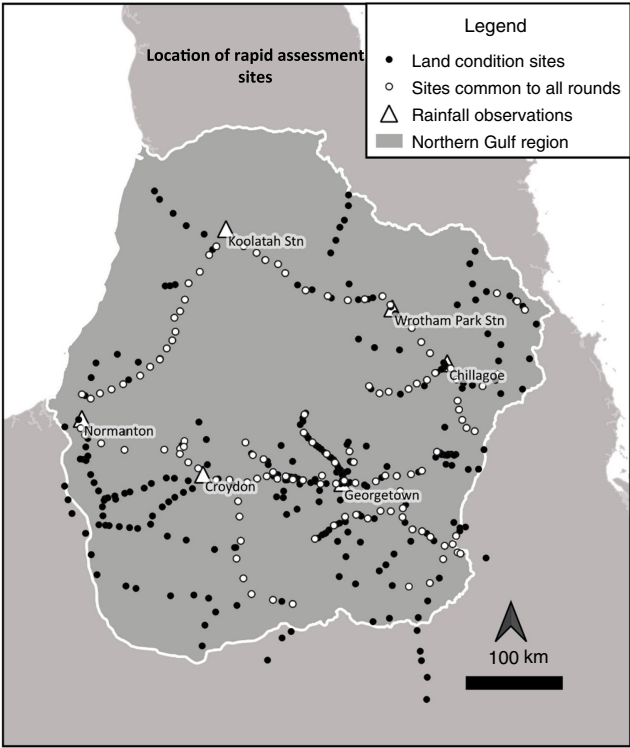 Location of rapid assessment
sites
Legend
Land condition sites
Sites common to all rounds
Rainfall observations
Northern Gulf region
Koolatah Stn
Wrotham Park Stn
Chillagoe
Normanton
Croydon
Georgetown
100 km